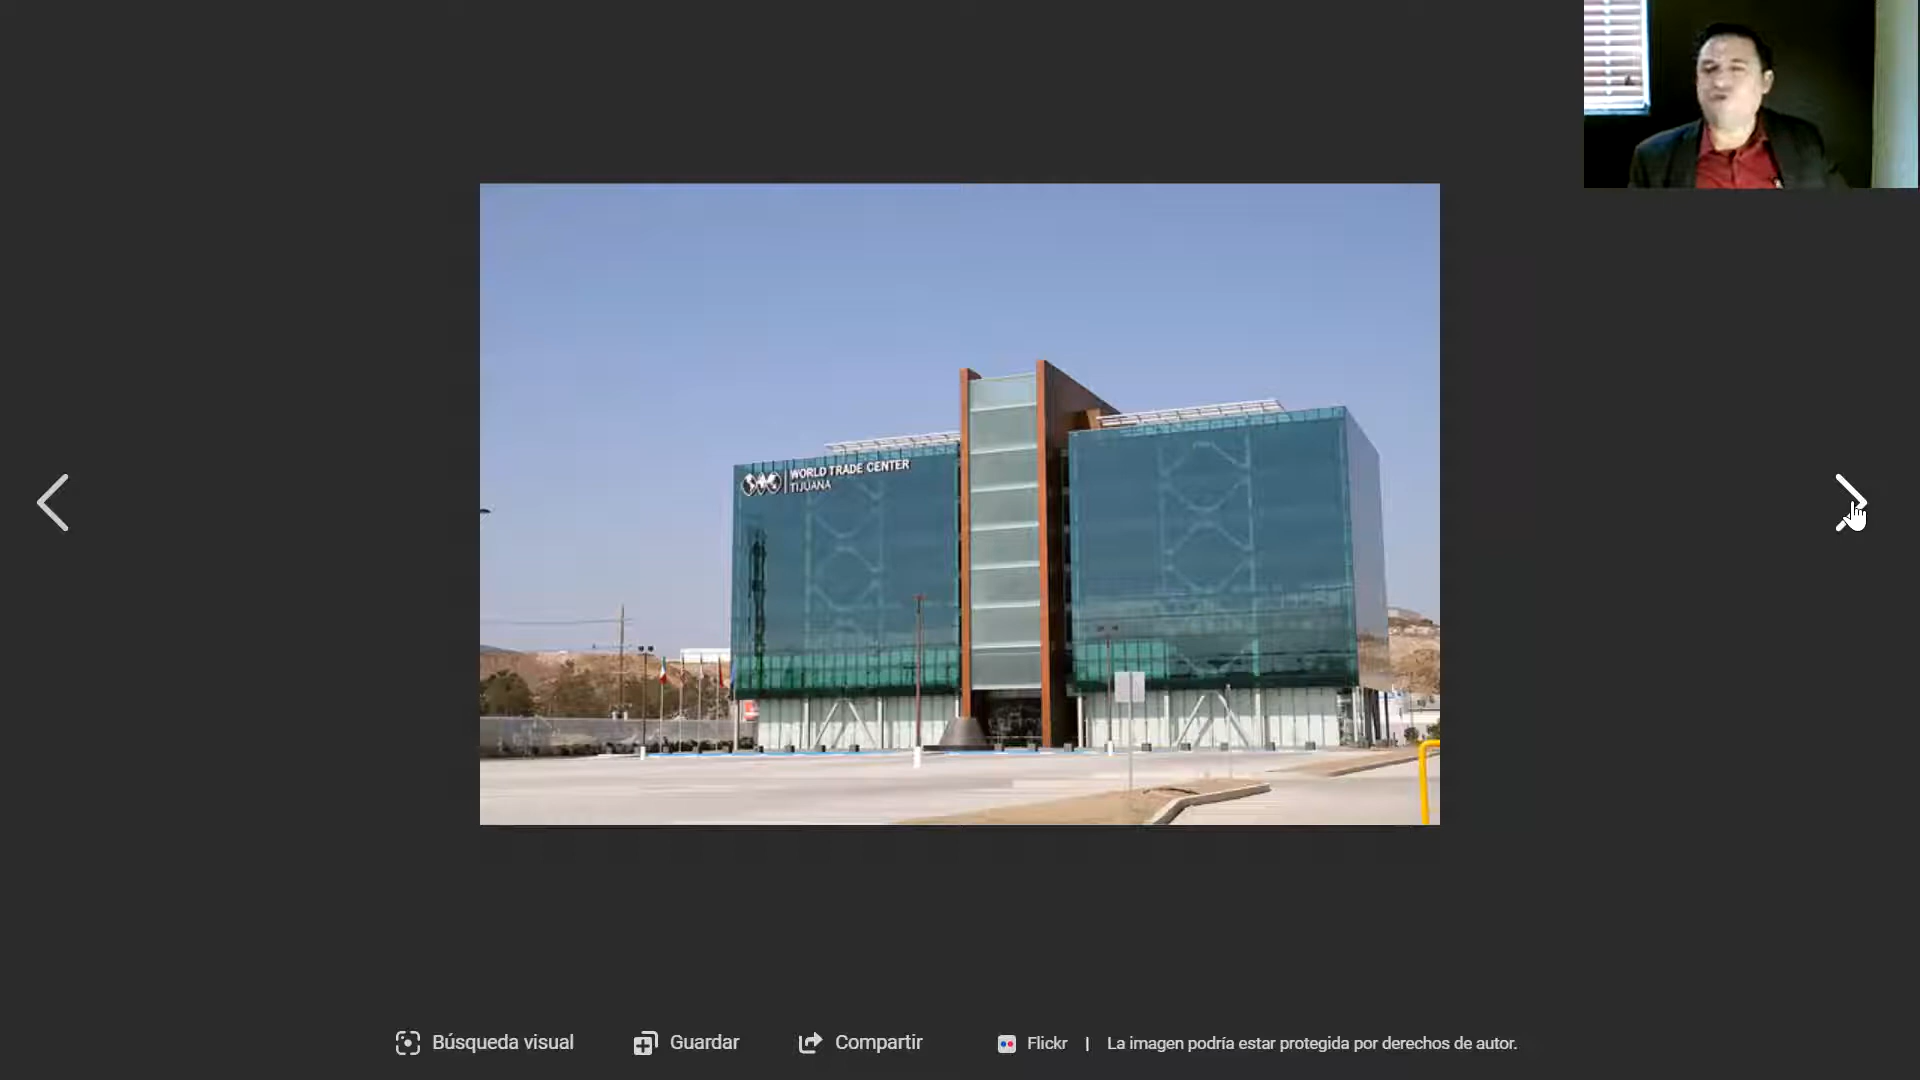 WORLD TRADE CENTER
TIJUANA
Búsqueda visual
Guardar
Compartir
Flickr | La imagen podría estar protegida por derechos de autor.